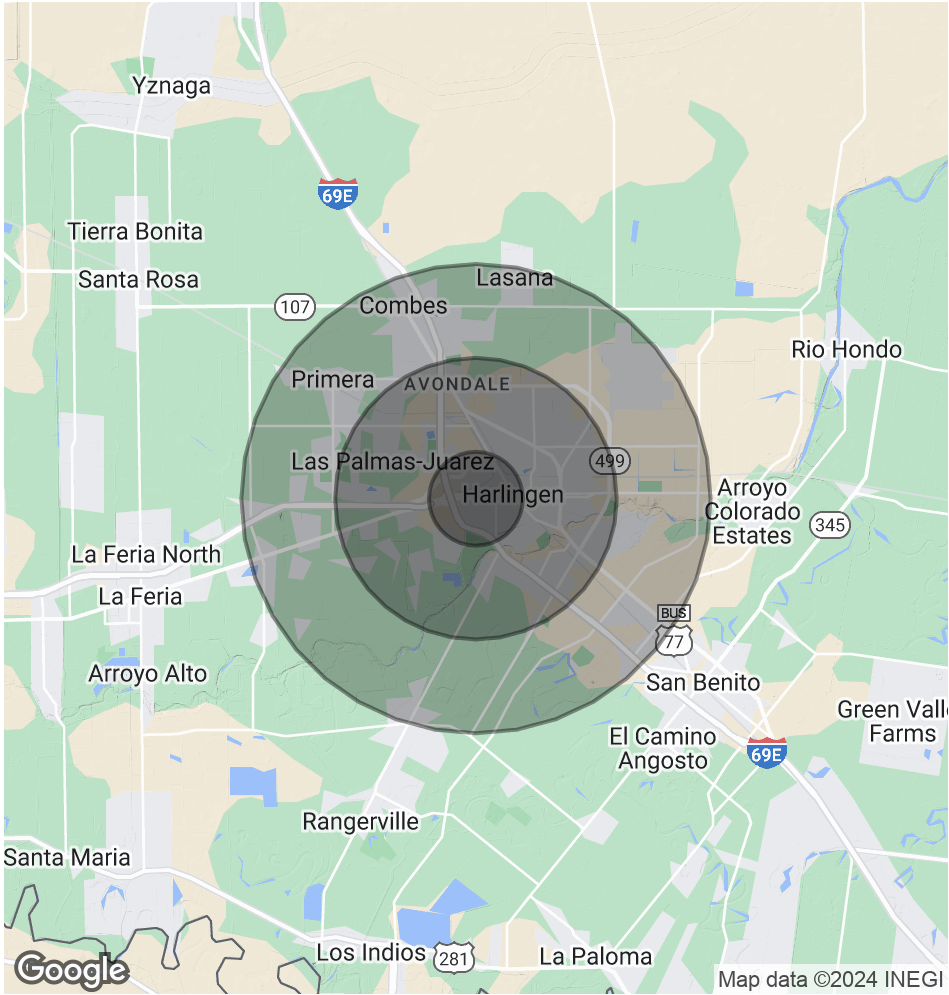 Yznaga
69E
Tierra Bonita
Santa Rosa
Lasana
107
Combes
Rio Hondo
Primera
AVONDALE
Las Palmas-Juarez
499
Harlingen
Arroyo
Colorado
Estates
345
La Feria North
La Feria
BUS
77
Arroyo Alto
San Benito
Green Vall
Farms
El Camino
Angosto
69E
Rangerville
Santa Maria
Los Indios
281
La Paloma
Google
Map data ©2024 INEGI